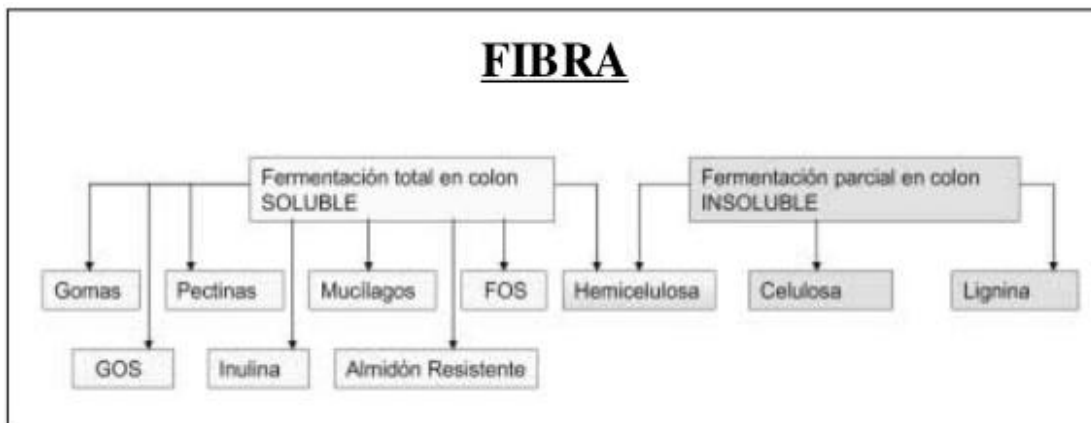 FIBRA
Fermentación total en colon
SOLUBLE
Fermentación parcial en colon
INSOLUBLE
Gomas
Pectinas
Mucílagos
FOS
Hemicelulosa
Celulosa
Lignina
GOS
Inulina
Almidón Resistente